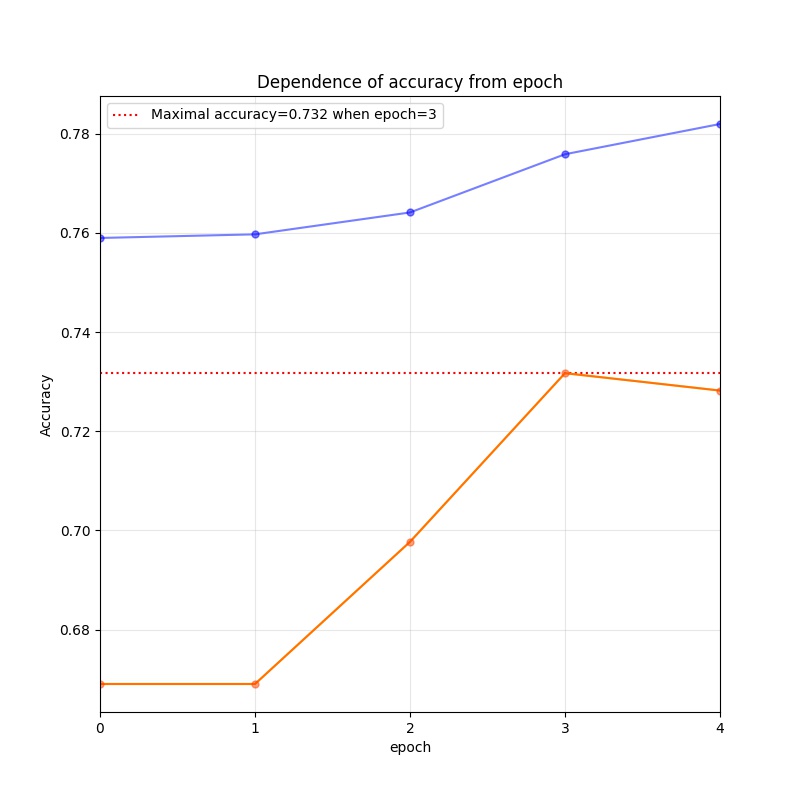 Dependence of accuracy from epoch
Maximal accuracy=0.732 when epoch=3
0.78
0.76
0.74
0.72
0.70
0.68
Accuracy
0 1 2 3 4
epoch